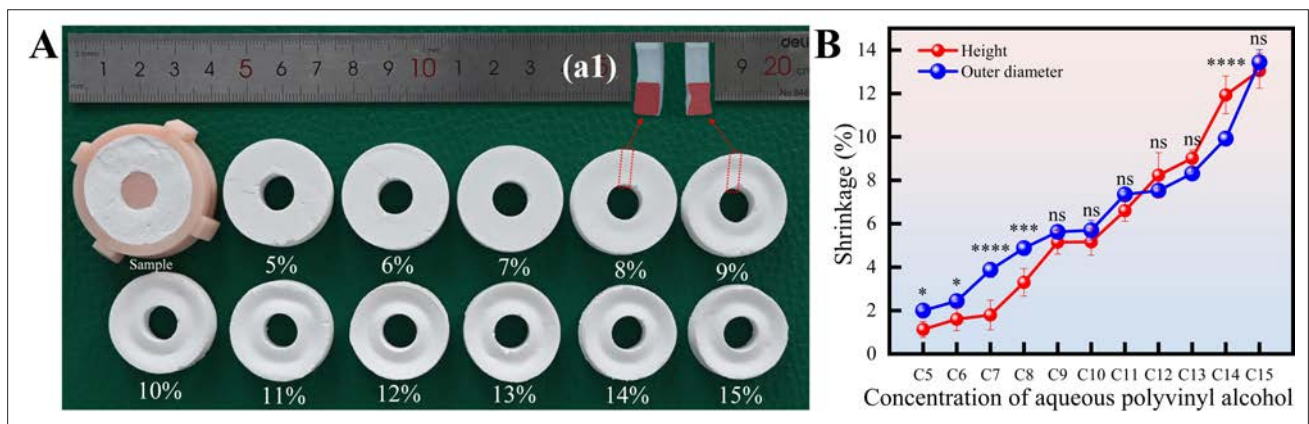 A
1 2 3 4 5 6 7 8 9 10 1 2 3 9 20 cm
deli
(a1)
Sample
5%
6%
7%
8%
9%
10%
11%
12%
13%
14%
15%
B
Height
Outer diameter
Shrinkage (%)
14
12
10
8
6
4
2
0
*
*
****
***
ns
ns
ns
ns
ns
****
ns
C5 C6 C7 C8 C9 C10 C11 C12 C13 C14 C15
Concentration of aqueous polyvinyl alcohol